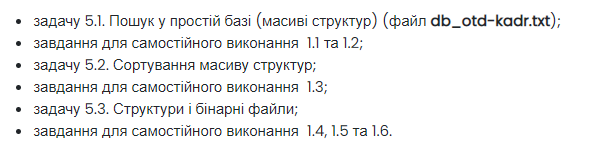 • задачу 5.1. Пошук у простій базі (масиві структур) (файл db_otd-kadr.txt);
• завдання для самостійного виконання 1.1 та 1.2;
• задачу 5.2. Сортування масиву структур;
• завдання для самостійного виконання 1.3;
• задачу 5.3. Структури і бінарні файли;
• завдання для самостійного виконання 1.4, 1.5 та 1.6.